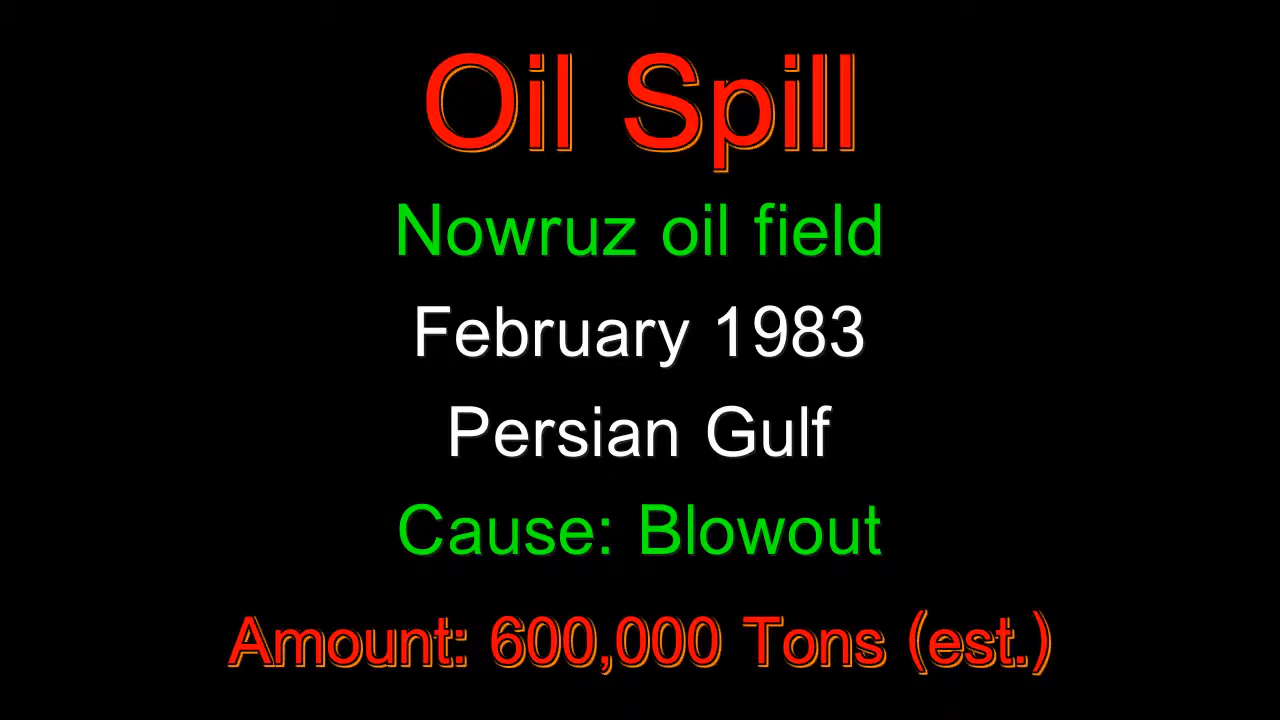 Oil Spill
Nowruz oil field
February 1983
Persian Gulf
Cause: Blowout
Amount: 600,000 Tons (est.)